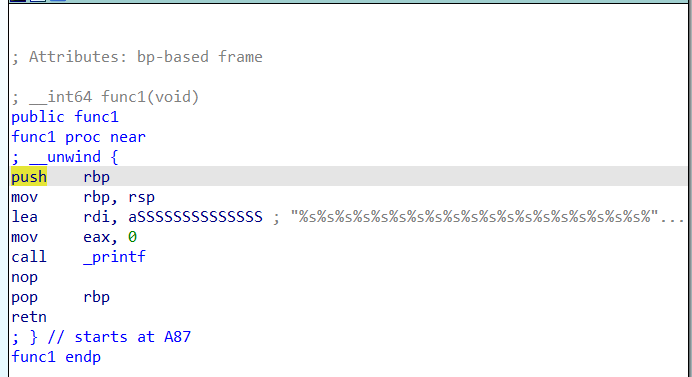 ; Attributes: bp-based frame
; __int64 func1(void)
public func1
func1 proc near
; __unwind {
push    rbp
mov     rbp, rsp
lea     rdi, aSSSSSSSSSSSSSS ; "%s%s%s%s%s%s%s%s%s%s%s%s%s%s%s%s%s%s%s%"...
mov     eax, 0
call    _printf
nop
pop     rbp
retn
; } // starts at A87
func1 endp